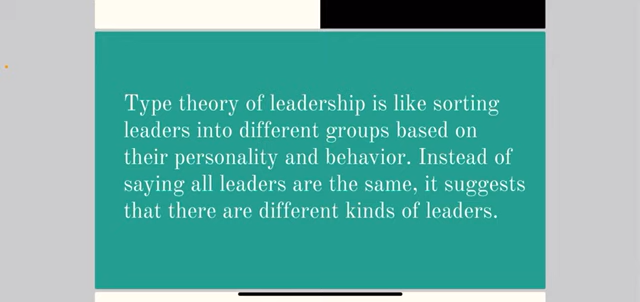 Type theory of leadership is like sorting
leaders into different groups based on
their personality and behavior. Instead of
saying all leaders are the same, it suggests
that there are different kinds of leaders.